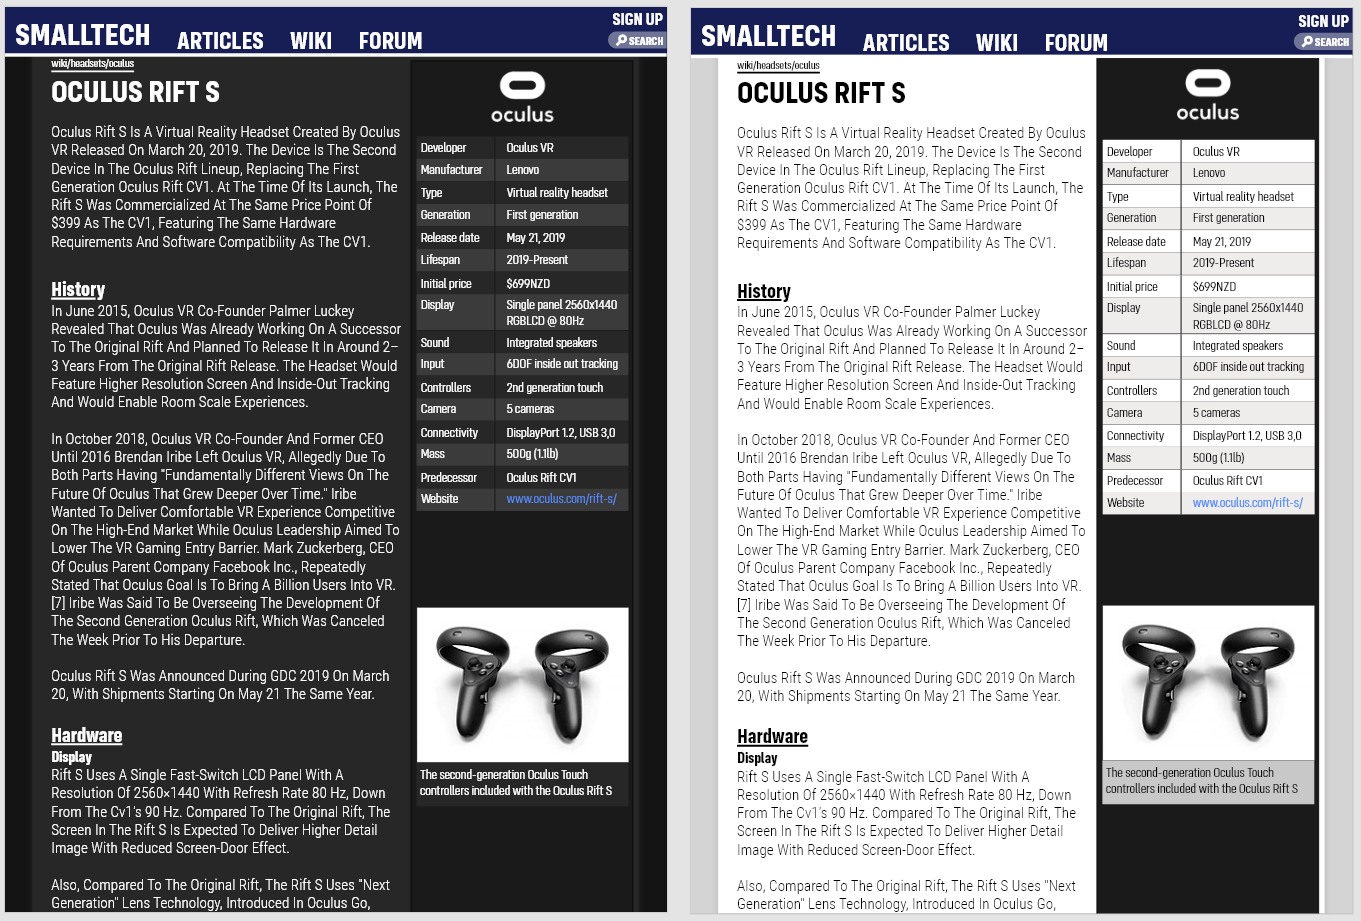 SMALLTECH
ARTICLES
WIKI
FORUM
SIGN UP
SEARCH
wiki/headsets/oculus
OCULUS RIFT S
Oculus Rift S Is A Virtual Reality Headset Created By Oculus
VR Released On March 20, 2019. The Device Is The Second
Device In The Oculus Rift Lineup, Replacing The First
Generation Oculus Rift CV1. At The Time Of Its Launch, The
Rift S Was Commercialized At The Same Price Point Of
$399 As The CV1, Featuring The Same Hardware
Requirements And Software Compatibility As The CV1.
History
In June 2015, Oculus VR Co-Founder Palmer Luckey
Revealed That Oculus Was Already Working On A Successor
To The Original Rift And Planned To Release It In Around 2–
3 Years From The Original Rift Release. The Headset Would
Feature Higher Resolution Screen And Inside-Out Tracking
And Would Enable Room Scale Experiences.
In October 2018, Oculus VR Co-Founder And Former CEO
Until 2016 Brendan Iribe Left Oculus VR, Allegedly Due To
Both Parts Having "Fundamentally Different Views On The
Future Of Oculus That Grew Deeper Over Time." Iribe
Wanted To Deliver Comfortable VR Experience Competitive
On The High-End Market While Oculus Leadership Aimed To
Lower The VR Gaming Entry Barrier. Mark Zuckerberg, CEO
Of Oculus Parent Company Facebook Inc., Repeatedly
Stated That Oculus Goal Is To Bring A Billion Users Into VR.
[7] Iribe Was Said To Be Overseeing The Development Of
The Second Generation Oculus Rift, Which Was Canceled
The Week Prior To His Departure.
Oculus Rift S Was Announced During GDC 2019 On March
20, With Shipments Starting On May 21 The Same Year.
Hardware
Display
Rift S Uses A Single Fast-Switch LCD Panel With A
Resolution Of 2560×1440 With Refresh Rate 80 Hz, Down
From The Cv1's 90 Hz. Compared To The Original Rift, The
Screen In The Rift S Is Expected To Deliver Higher Detail
Image With Reduced Screen-Door Effect.
Also, Compared To The Original Rift, The Rift S Uses "Next
Generation" Lens Technology, Introduced In Oculus Go,
oculus
Developer Oculus VR
Manufacturer Lenovo
Type Virtual reality headset
Generation First generation
Release date May 21, 2019
Lifespan 2019-Present
Initial price $699NZD
Display Single panel 2560x1440
RGBLCD @ 80Hz
Sound Integrated speakers
Input 6DOF inside out tracking
Controllers 2nd generation touch
Camera 5 cameras
Connectivity DisplayPort 1.2, USB 3,0
Mass 500g (1.1lb)
Predecessor Oculus Rift CV1
Website www.oculus.com/rift-s/
The second-generation Oculus Touch
controllers included with the Oculus Rift S
SMALLTECH
ARTICLES
WIKI
FORUM
SIGN UP
SEARCH
wiki/headsets/oculus
OCULUS RIFT S
Oculus Rift S Is A Virtual Reality Headset Created By Oculus
VR Released On March 20, 2019. The Device Is The Second
Device In The Oculus Rift Lineup, Replacing The First
Generation Oculus Rift CV1. At The Time Of Its Launch, The
Rift S Was Commercialized At The Same Price Point Of
$399 As The CV1, Featuring The Same Hardware
Requirements And Software Compatibility As The CV1.
History
In June 2015, Oculus VR Co-Founder Palmer Luckey
Revealed That Oculus Was Already Working On A Successor
To The Original Rift And Planned To Release It In Around 2–
3 Years From The Original Rift Release. The Headset Would
Feature Higher Resolution Screen And Inside-Out Tracking
And Would Enable Room Scale Experiences.
In October 2018, Oculus VR Co-Founder And Former CEO
Until 2016 Brendan Iribe Left Oculus VR, Allegedly Due To
Both Parts Having "Fundamentally Different Views On The
Future Of Oculus That Grew Deeper Over Time." Iribe
Wanted To Deliver Comfortable VR Experience Competitive
On The High-End Market While Oculus Leadership Aimed To
Lower The VR Gaming Entry Barrier. Mark Zuckerberg, CEO
Of Oculus Parent Company Facebook Inc., Repeatedly
Stated That Oculus Goal Is To Bring A Billion Users Into VR.
[7] Iribe Was Said To Be Overseeing The Development Of
The Second Generation Oculus Rift, Which Was Canceled
The Week Prior To His Departure.
Oculus Rift S Was Announced During GDC 2019 On March
20, With Shipments Starting On May 21 The Same Year.
Hardware
Display
Rift S Uses A Single Fast-Switch LCD Panel With A
Resolution Of 2560×1440 With Refresh Rate 80 Hz, Down
From The Cv1's 90 Hz. Compared To The Original Rift, The
Screen In The Rift S Is Expected To Deliver Higher Detail
Image With Reduced Screen-Door Effect.
Also, Compared To The Original Rift, The Rift S Uses "Next
Generation" Lens Technology, Introduced In Oculus Go,
oculus
Developer Oculus VR
Manufacturer Lenovo
Type Virtual reality headset
Generation First generation
Release date May 21, 2019
Lifespan 2019-Present
Initial price $699NZD
Display Single panel 2560x1440
RGBLCD @ 80Hz
Sound Integrated speakers
Input 6DOF inside out tracking
Controllers 2nd generation touch
Camera 5 cameras
Connectivity DisplayPort 1.2, USB 3,0
Mass 500g (1.1lb)
Predecessor Oculus Rift CV1
Website www.oculus.com/rift-s/
The second-generation Oculus Touch
controllers included with the Oculus Rift S